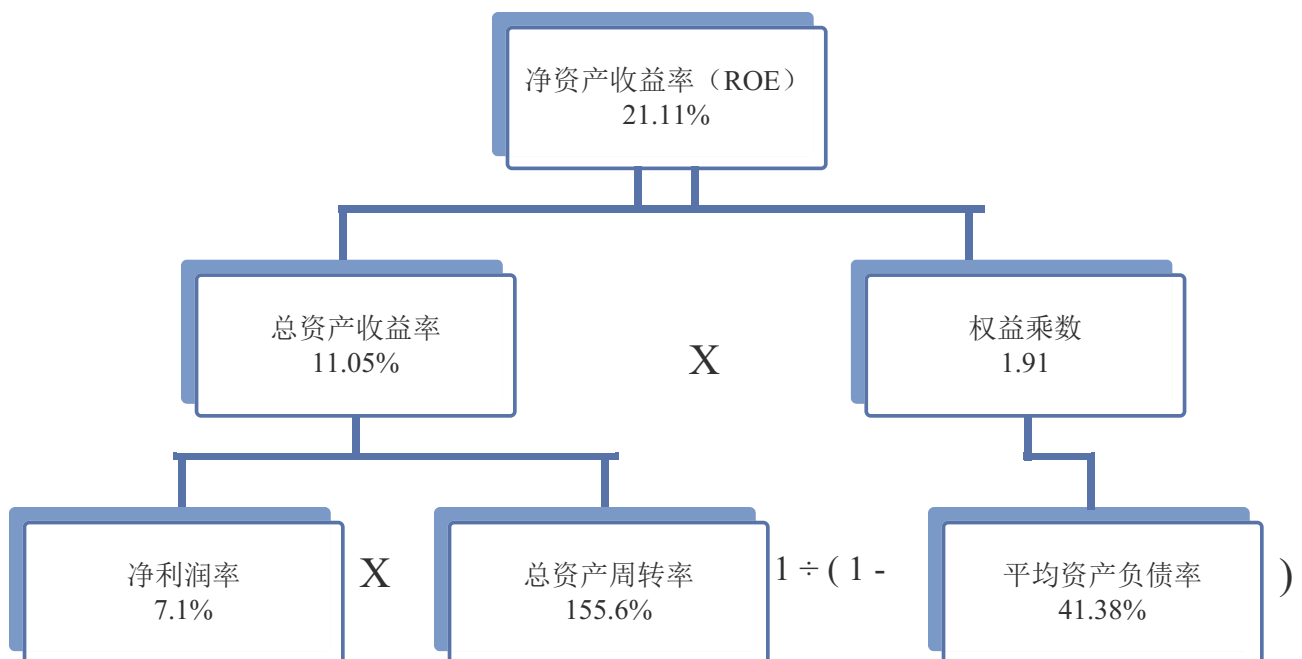 净资产收益率（ROE）
21.11%
总资产收益率
11.05%
X
权益乘数
1.91
净利润率
7.1%
X
总资产周转率
155.6%
1 ÷ ( 1 -
平均资产负债率
41.38%
)